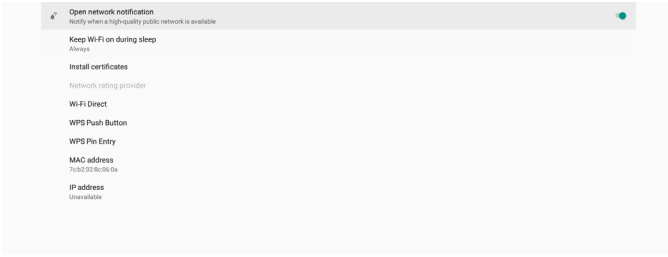 Open network notification
Notify when a high-quality public network is available
Keep Wi-Fi on during sleep
Always
Install certificates
Network rating provider
Wi-Fi Direct
WPS Push Button
WPS Pin Entry
MAC address
7c:b2:32:8c:06:0a
IP address
Unavailable